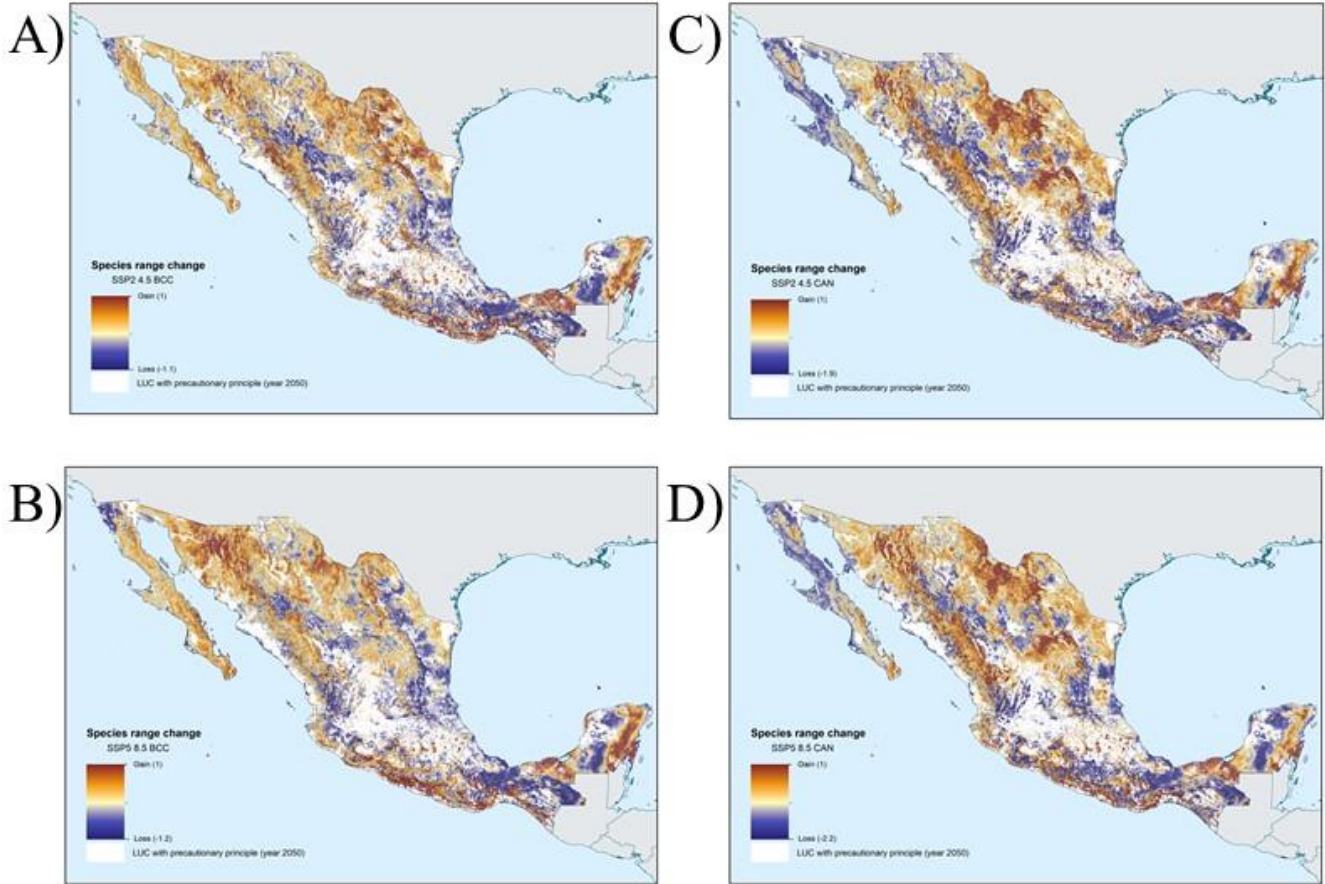 A)
Species range change
SSP2 4.5 BCC
Gain (1)
Loss (-1.1)
LUC with precautionary principle (year 2050)
C)
Species range change
SSP2 4.5 CAN
Gain (1)
Loss (-1.9)
LUC with precautionary principle (year 2050)
B)
Species range change
SSP5 8.5 BCC
Gain (1)
Loss (-1.2)
LUC with precautionary principle (year 2050)
D)
Species range change
SSP5 8.5 CAN
Gain (1)
Loss (-2.2)
LUC with precautionary principle (year 2050)